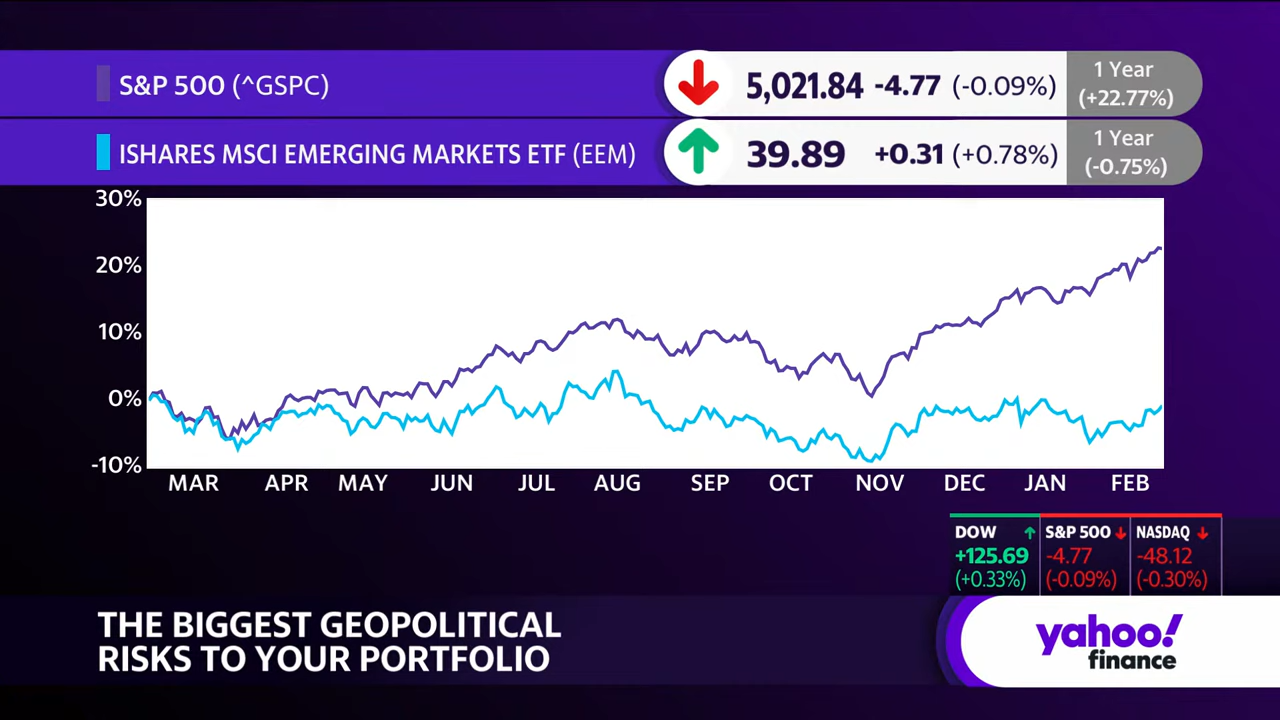 S&P 500 (^GSPC) 5,021.84 -4.77 (-0.09%) 1 Year (+22.77%)
ISHARES MSCI EMERGING MARKETS ETF (EEM) 39.89 +0.31 (+0.78%) 1 Year (-0.75%)
30%
20%
10%
0%
-10%
MAR APR MAY JUN JUL AUG SEP OCT NOV DEC JAN FEB
DOW S&P 500 NASDAQ
+125.69 -4.77 -48.12
(+0.33%) (-0.09%) (-0.30%)
THE BIGGEST GEOPOLITICAL
RISKS TO YOUR PORTFOLIO
yahoo!
finance